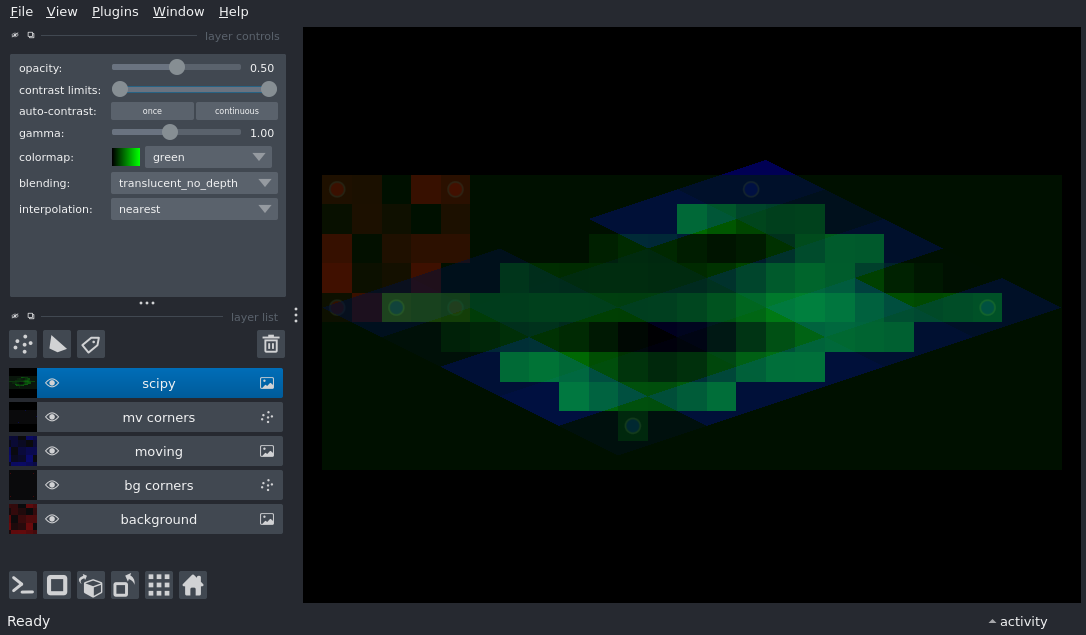 File View Plugins Window Help
layer controls
opacity: 0.50
contrast limits:
auto-contrast: once continuous
gamma: 1.00
colormap: green
blending: translucent_no_depth
interpolation: nearest
layer list
scipy
mv corners
moving
bg corners
background
Ready
activity